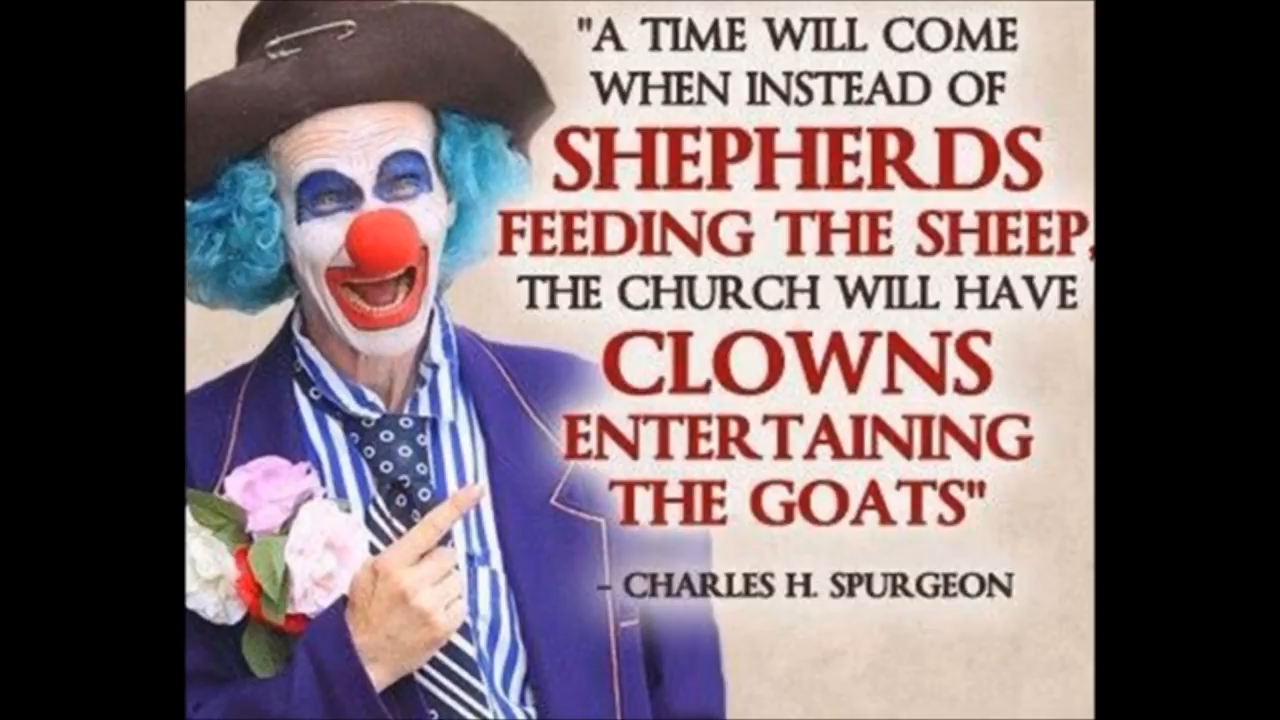 "A TIME WILL COME
WHEN INSTEAD OF
SHEPHERDS
FEEDING THE SHEEP,
THE CHURCH WILL HAVE
CLOWNS
ENTERTAINING
THE GOATS"
- CHARLES H. SPURGEON